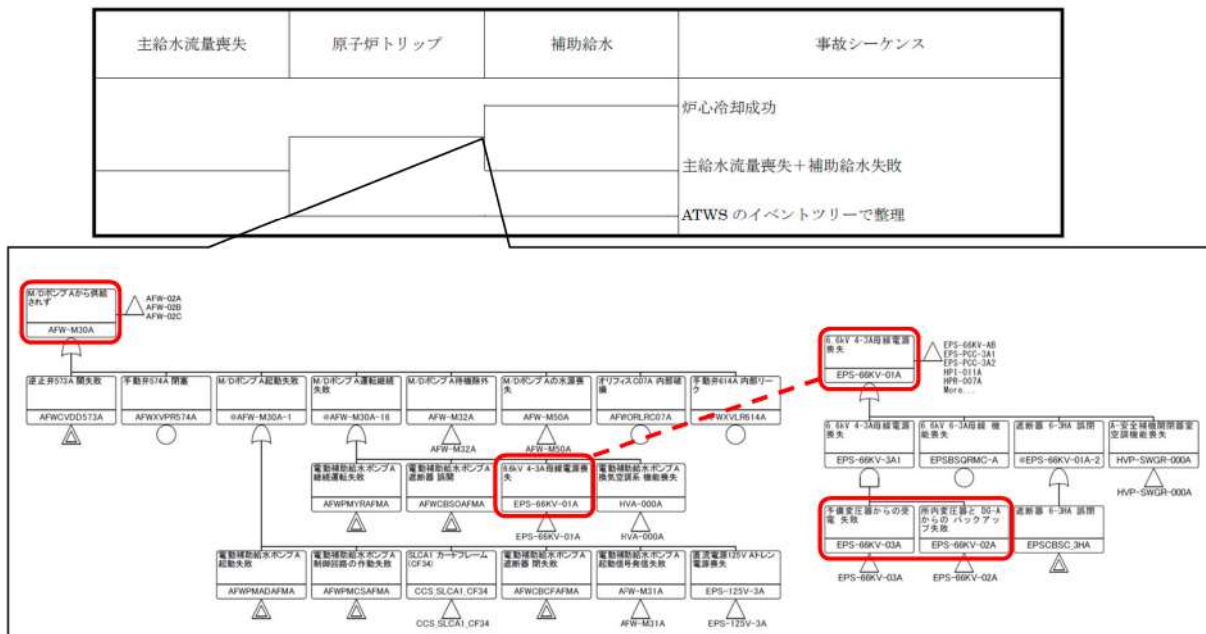 主給水流量喪失
原子炉トリップ
補助給水
事故シーケンス
炉心冷却成功
主給水流量喪失＋補助給水失敗
ATWS のイベントツリーで整理
M/Dポンプ Aから供給
されず
AFW-M30A
AFW-02A
AFW-02B
AFW-02C
逆止弁573A 開失敗
AFWCVDD573A
手動弁574A 閉塞
AFWXVPR574A
M/Dポンプ A起動失敗
※AFW-M30A-1
M/Dポンプ A運転継続
失敗
※AFW-M30A-16
M/Dポンプ A待機除外
AFW-M32A
AFW-M32A
M/Dポンプ Aの水源喪
失
AFW-M50A
AFW-M50A
オリフィスC07A 内部破
損
AFWORLRC07A
手動弁614A 内部リー
ク
AFWXVLR614A
電動補助給水ポンプ A
継続運転失敗
AFWPMYRAFMA
電動補助給水ポンプ A
遮断器 誤開
AFWCBSOAFMA
6.6kV 4-3A母線電源喪
失
EPS-66KV-01A
EPS-66KV-01A
電動補助給水ポンプ A
換気空調系 機能喪失
HVA-000A
HVA-000A
電動補助給水ポンプ A
起動失敗
AFWPMADAFMA
電動補助給水ポンプ A
制御回路の作動失敗
AFWPMCSAFMA
SLCA1 カードフレーム
(CF34)
CCS_SLCA1_CF34
CCS_SLCA1_CF34
電動補助給水ポンプ A
遮断器 閉失敗
AFWCBCFAFMA
電動補助給水ポンプ A
起動信号発信失敗
AFW-M31A
AFW-M31A
直流電源125V Aトレン
電源喪失
EPS-125V-3A
EPS-125V-3A
6.6kV 4-3A母線電源
喪失
EPS-66KV-01A
EPS-66KV-AB
EPS-PCC-3A1
EPS-PCC-3A2
HPI-011A
HPR-007A
More...
6.6kV 4-3A母線電源
喪失
EPS-66KV-3A1
6.6kV 6-3A母線 機
能喪失
EPSBSQRMC-A
遮断器 6-3HA 誤閉
※EPS-66KV-01A-2
A-安全補機開閉器室
空調機能喪失
HVP-SWGR-000A
HVP-SWGR-000A
予備変圧器からの受
電 失敗
EPS-66KV-03A
EPS-66KV-03A
所内変圧器と DG-A
からの バックアッ
プ失敗
EPS-66KV-02A
EPS-66KV-02A
遮断器 6-3HA 誤閉
EPSCBSC_3HA